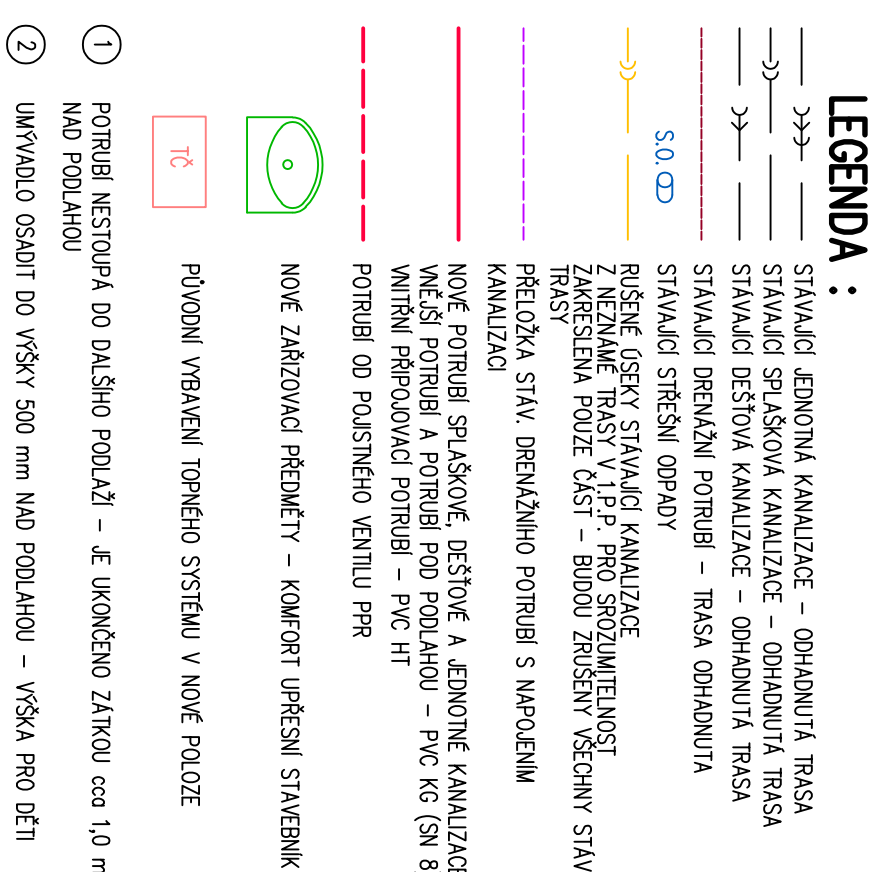 LEGENDA :
STÁVAJÍCÍ JEDNOTNÁ KANALIZACE – ODHADNUTÁ TRASA
STÁVAJÍCÍ SPLAŠKOVÁ KANALIZACE – ODHADNUTÁ TRASA
STÁVAJÍCÍ DEŠŤOVÁ KANALIZACE – ODHADNUTÁ TRASA
STÁVAJÍCÍ DRENÁŽNÍ POTRUBÍ – TRASA ODHADNUTA
S.O. STÁVAJÍCÍ STŘEŠNÍ ODPADY
RUŠENÉ ÚSEKY STÁVAJÍCÍ KANALIZACE
Z NEZNÁMÉ TRASY V 1.P.P. PRO SROZUMITELNOST
ZAKRESLENA POUZE ČÁST – BUDOU ZRUŠENY VŠECHNY STÁV
TRASY
PŘELOŽKA STÁV. DRENÁŽNÍHO POTRUBÍ S NAPOJENÍM
KANALIZACI
NOVÉ POTRUBÍ SPLAŠKOVÉ, DEŠŤOVÉ A JEDNOTNÉ KANALIZACE
VNĚJŠÍ POTRUBÍ A POTRUBÍ POD PODLAHOU – PVC KG (SN 8
VNITŘNÍ PŘIPOJOVACÍ POTRUBÍ – PVC HT
POTRUBÍ OD POJISTNÉHO VENTILU PPR
NOVÉ ZAŘIZOVACÍ PŘEDMĚTY – KOMFORT UPŘESNÍ STAVEBNÍK
TČ PŮVODNÍ VYBAVENÍ TOPNÉHO SYSTÉMU V NOVÉ POLOZE
1 POTRUBÍ NESTOUPÁ DO DALŠÍHO PODLAŽÍ – JE UKONČENO ZÁTKOU cca 1,0 m
NAD PODLAHOU
2 UMÝVADLO OSADIT DO VÝŠKY 500 mm NAD PODLAHOU – VÝŠKA PRO DĚTI